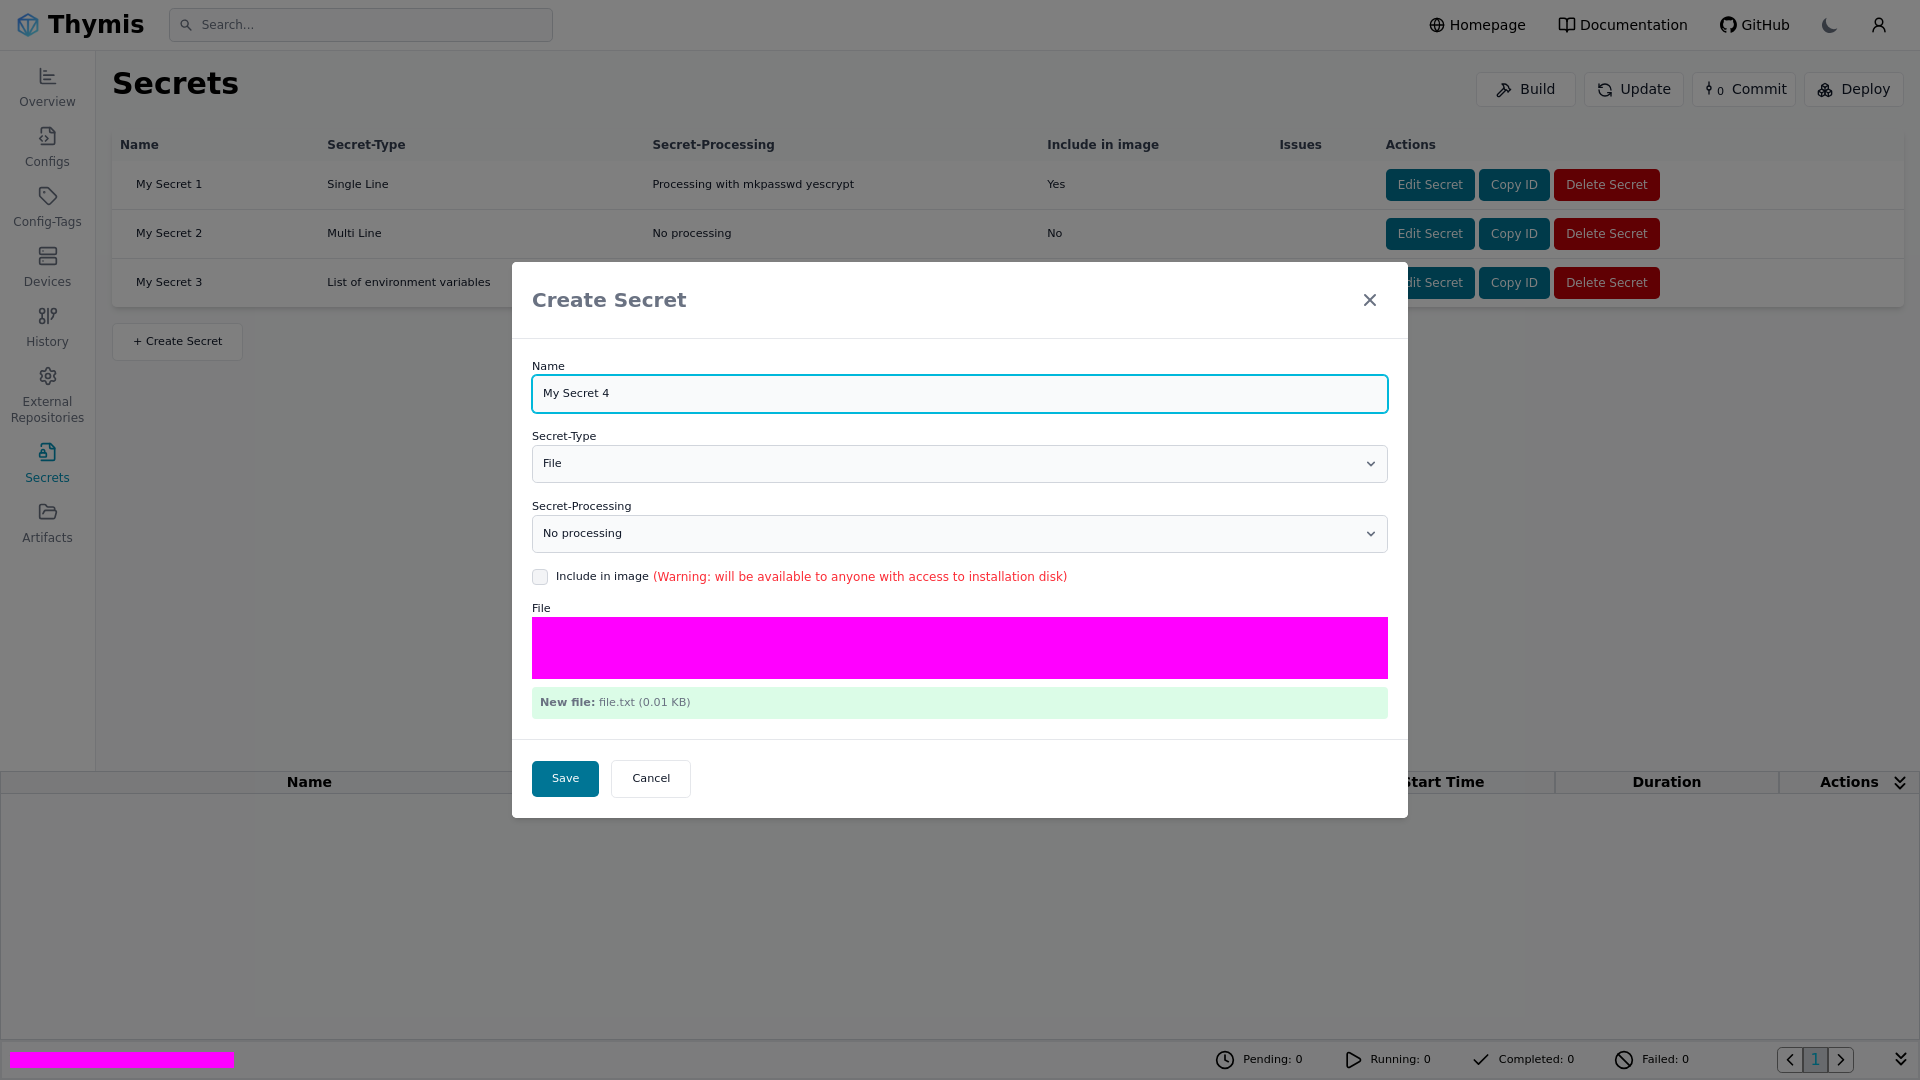 Thymis
Search...
Homepage
Documentation
GitHub
Overview
Configs
Config-Tags
Devices
History
External
Repositories
Secrets
Artifacts
Secrets
Build
Update
0 Commit
Deploy
Name Secret-Type Secret-Processing Include in image Issues Actions
My Secret 1 Single Line Processing with mkpasswd yescrypt Yes Edit Secret Copy ID Delete Secret
My Secret 2 Multi Line No processing No Edit Secret Copy ID Delete Secret
My Secret 3 List of environment variables dit Secret Copy ID Delete Secret
+ Create Secret
Create Secret
Name
My Secret 4
Secret-Type
File
Secret-Processing
No processing
Include in image (Warning: will be available to anyone with access to installation disk)
File
New file: file.txt (0.01 KB)
Save
Cancel
Name Start Time Duration Actions
Pending: 0 Running: 0 Completed: 0 Failed: 0 1